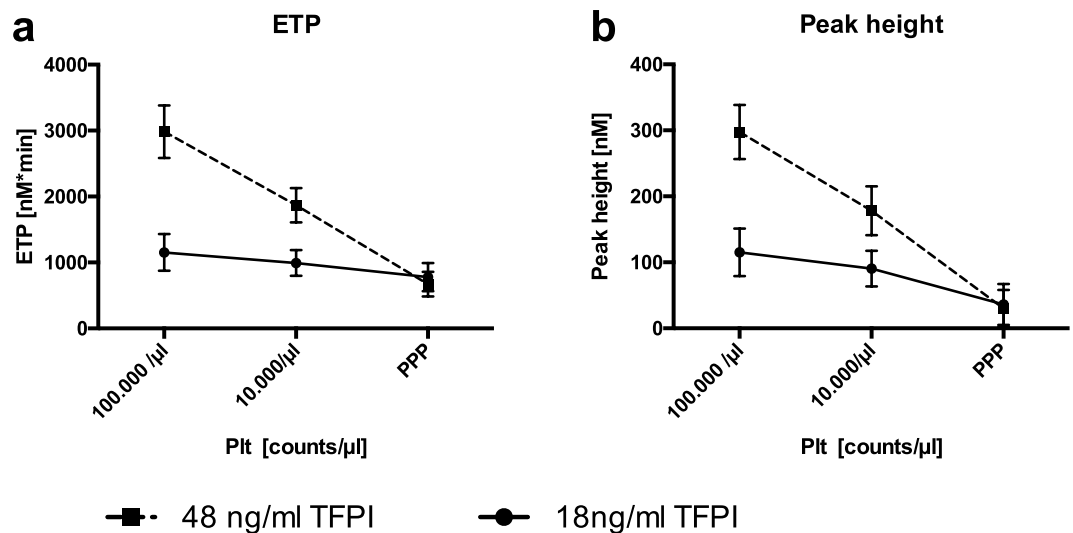 a
ETP
4000
3000
2000
1000
0
ETP [nM*min]
100.000 /µl
10.000/µl
PPP
Plt [counts/µl]
b
Peak height
400
300
200
100
0
Peak height [nM]
100.000 /µl
10.000/µl
PPP
Plt [counts/µl]
48 ng/ml TFPI
18ng/ml TFPI